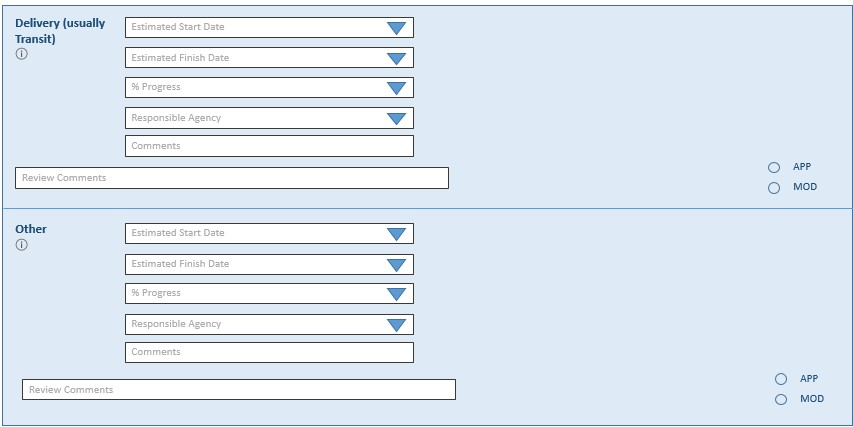 Delivery (usually
Transit)
Estimated Start Date
Estimated Finish Date
% Progress
Responsible Agency
Comments
Review Comments
APP
MOD
Other
Estimated Start Date
Estimated Finish Date
% Progress
Responsible Agency
Comments
Review Comments
APP
MOD